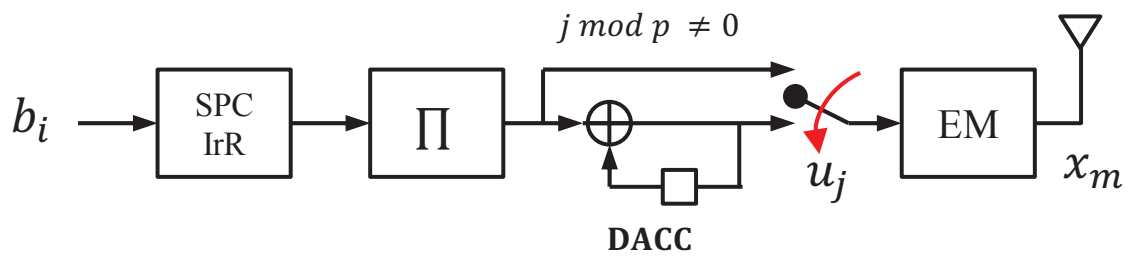 j mod p ≠ 0
b_i
SPC
IrR
Π
u_j
EM
x_m
DACC